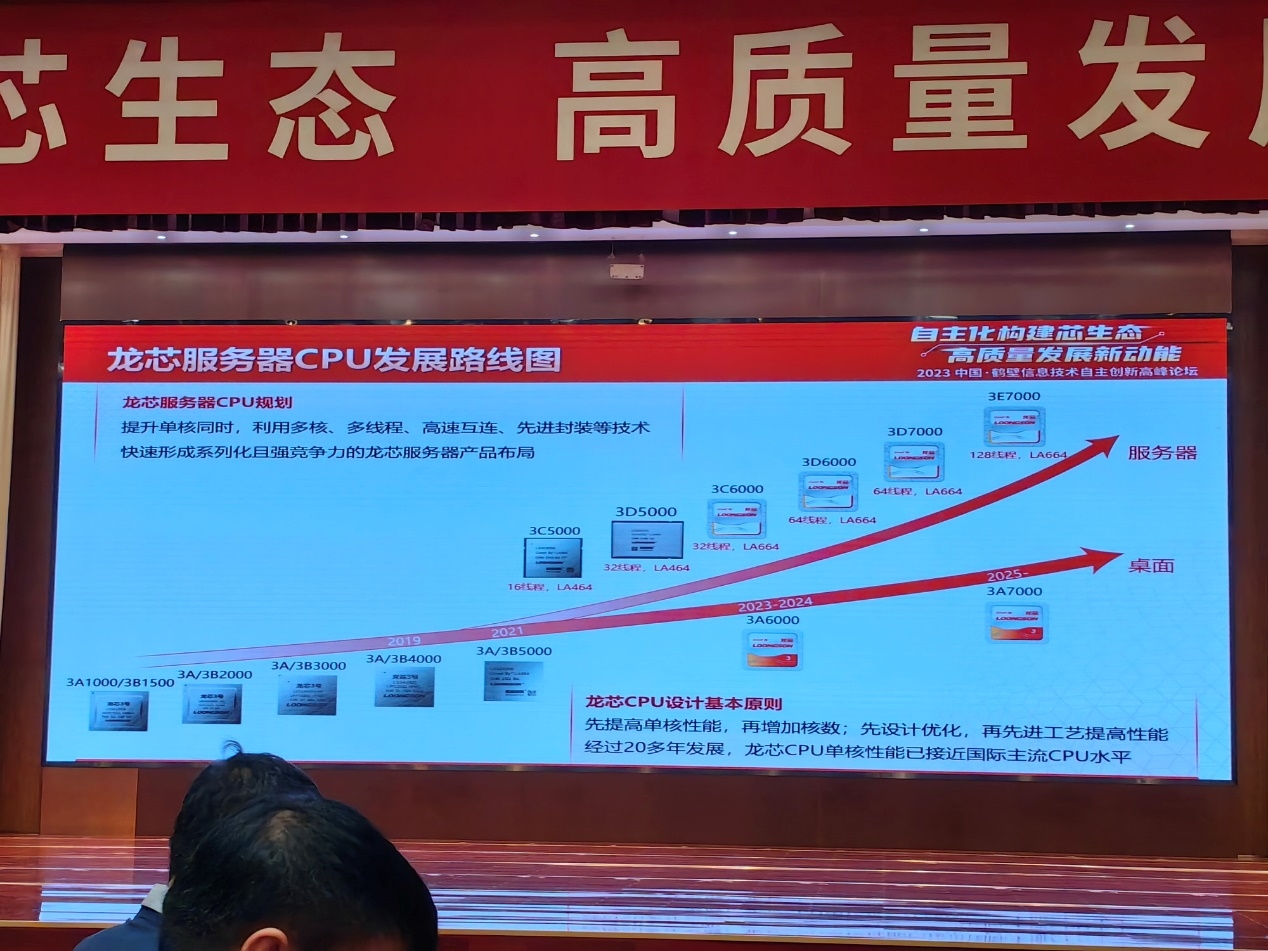 芯生态 高质量发
龙芯服务器CPU发展路线图
自主化构建芯生态
高质量发展新动能
2023 中国·鹤壁信息技术自主创新高峰论坛
龙芯服务器CPU规划
提升单核同时，利用多核、多线程、高速互连、先进封装等技术
快速形成系列化且强竞争力的龙芯服务器产品布局
3E7000
128线程，LA664
服务器
3D7000
64线程，LA664
3D6000
64线程，LA664
3C6000
32线程，LA664
3D5000
32线程，LA464
3C5000
16线程，LA464
桌面
2019
2021
2023-2024
2025-
3A1000/3B1500
3A/3B2000
3A/3B3000
3A/3B4000
3A/3B5000
3A6000
LOONGSON
3
3A7000
LOONGSON
3
龙芯CPU设计基本原则
先提高单核性能，再增加核数；先设计优化，再先进工艺提高性能
经过20多年发展，龙芯CPU单核性能已接近国际主流CPU水平